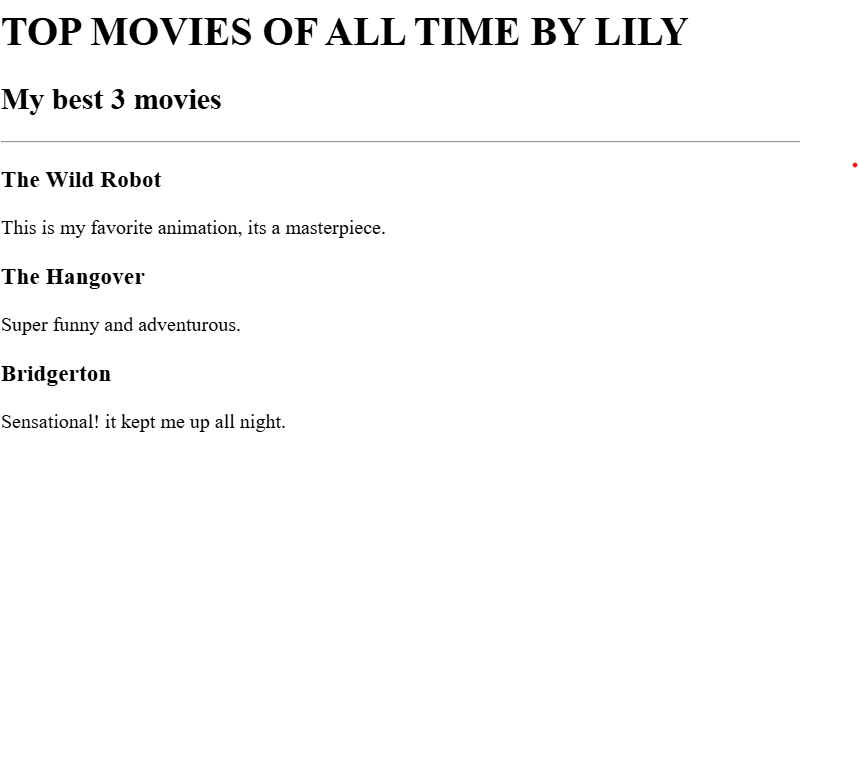 TOP MOVIES OF ALL TIME BY LILY
My best 3 movies
The Wild Robot
This is my favorite animation, its a masterpiece.
The Hangover
Super funny and adventurous.
Bridgerton
Sensational! it kept me up all night.